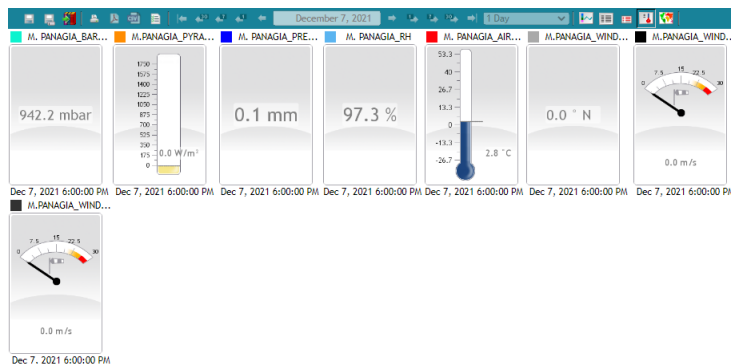 December 7, 2021
1 Day
M. PANAGIA_BAR...
M.PANAGIA_PYRA...
M. PANAGIA_PRE...
M. PANAGIA_RH
M. PANAGIA_AIR...
M.PANAGIA_WIND...
M.PANAGIA_WIND...
942.2 mbar
1750
1575
1400
1225
1050
875
700
525
350
175
0
0.0 W/m²
0.1 mm
97.3 %
53.3
40
26.7
13.3
0
-13.3
-26.7
2.8 °C
0.0 ° N
0
7.5
15
22.5
30
0.0 m/s
Dec 7, 2021 6:00:00 PM
Dec 7, 2021 6:00:00 PM
Dec 7, 2021 6:00:00 PM
Dec 7, 2021 6:00:00 PM
Dec 7, 2021 6:00:00 PM
Dec 7, 2021 6:00:00 PM
Dec 7, 2021 6:00:00 PM
M.PANAGIA_WIND...
0
7.5
15
22.5
30
0.0 m/s
Dec 7, 2021 6:00:00 PM